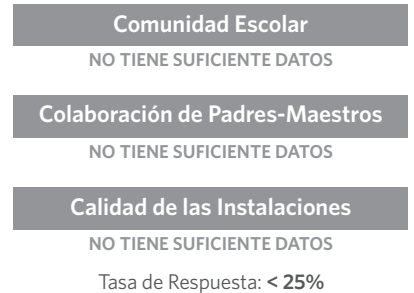 Comunidad Escolar
NO TIENE SUFICIENTE DATOS
Colaboración de Padres-Maestros
NO TIENE SUFICIENTE DATOS
Calidad de las Instalaciones
NO TIENE SUFICIENTE DATOS
Tasa de Respuesta: < 25%